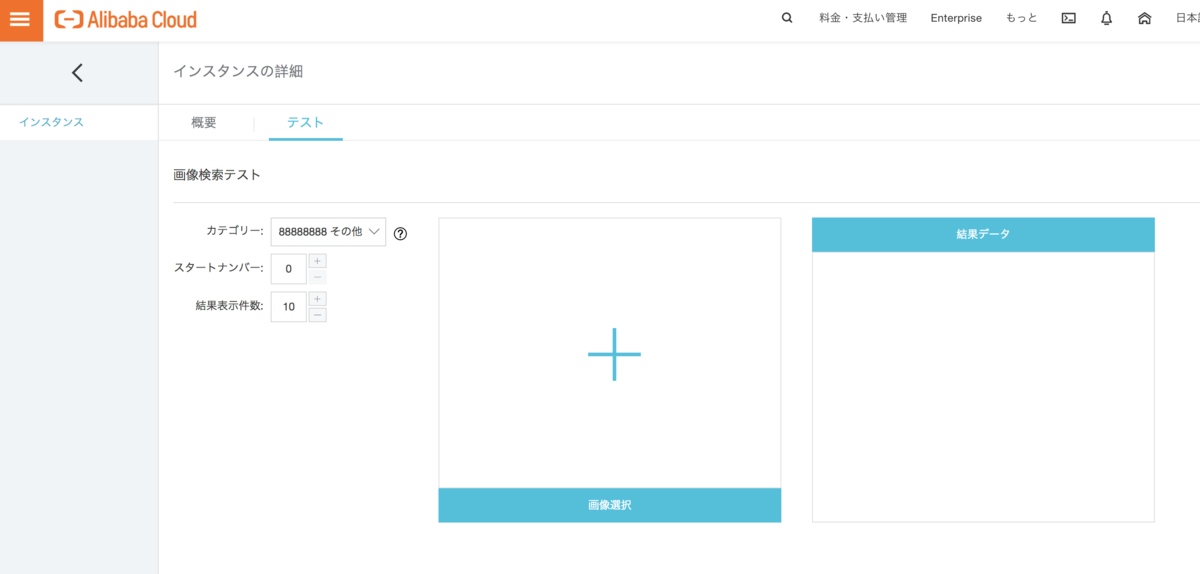 Alibaba Cloud
料金・支払い管理 Enterprise もっと 日本
インスタンスの詳細
インスタンス
概要 テスト
画像検索テスト
カテゴリー: 88888888 その他
スタートナンバー: 0
結果表示件数: 10
画像選択
結果データ